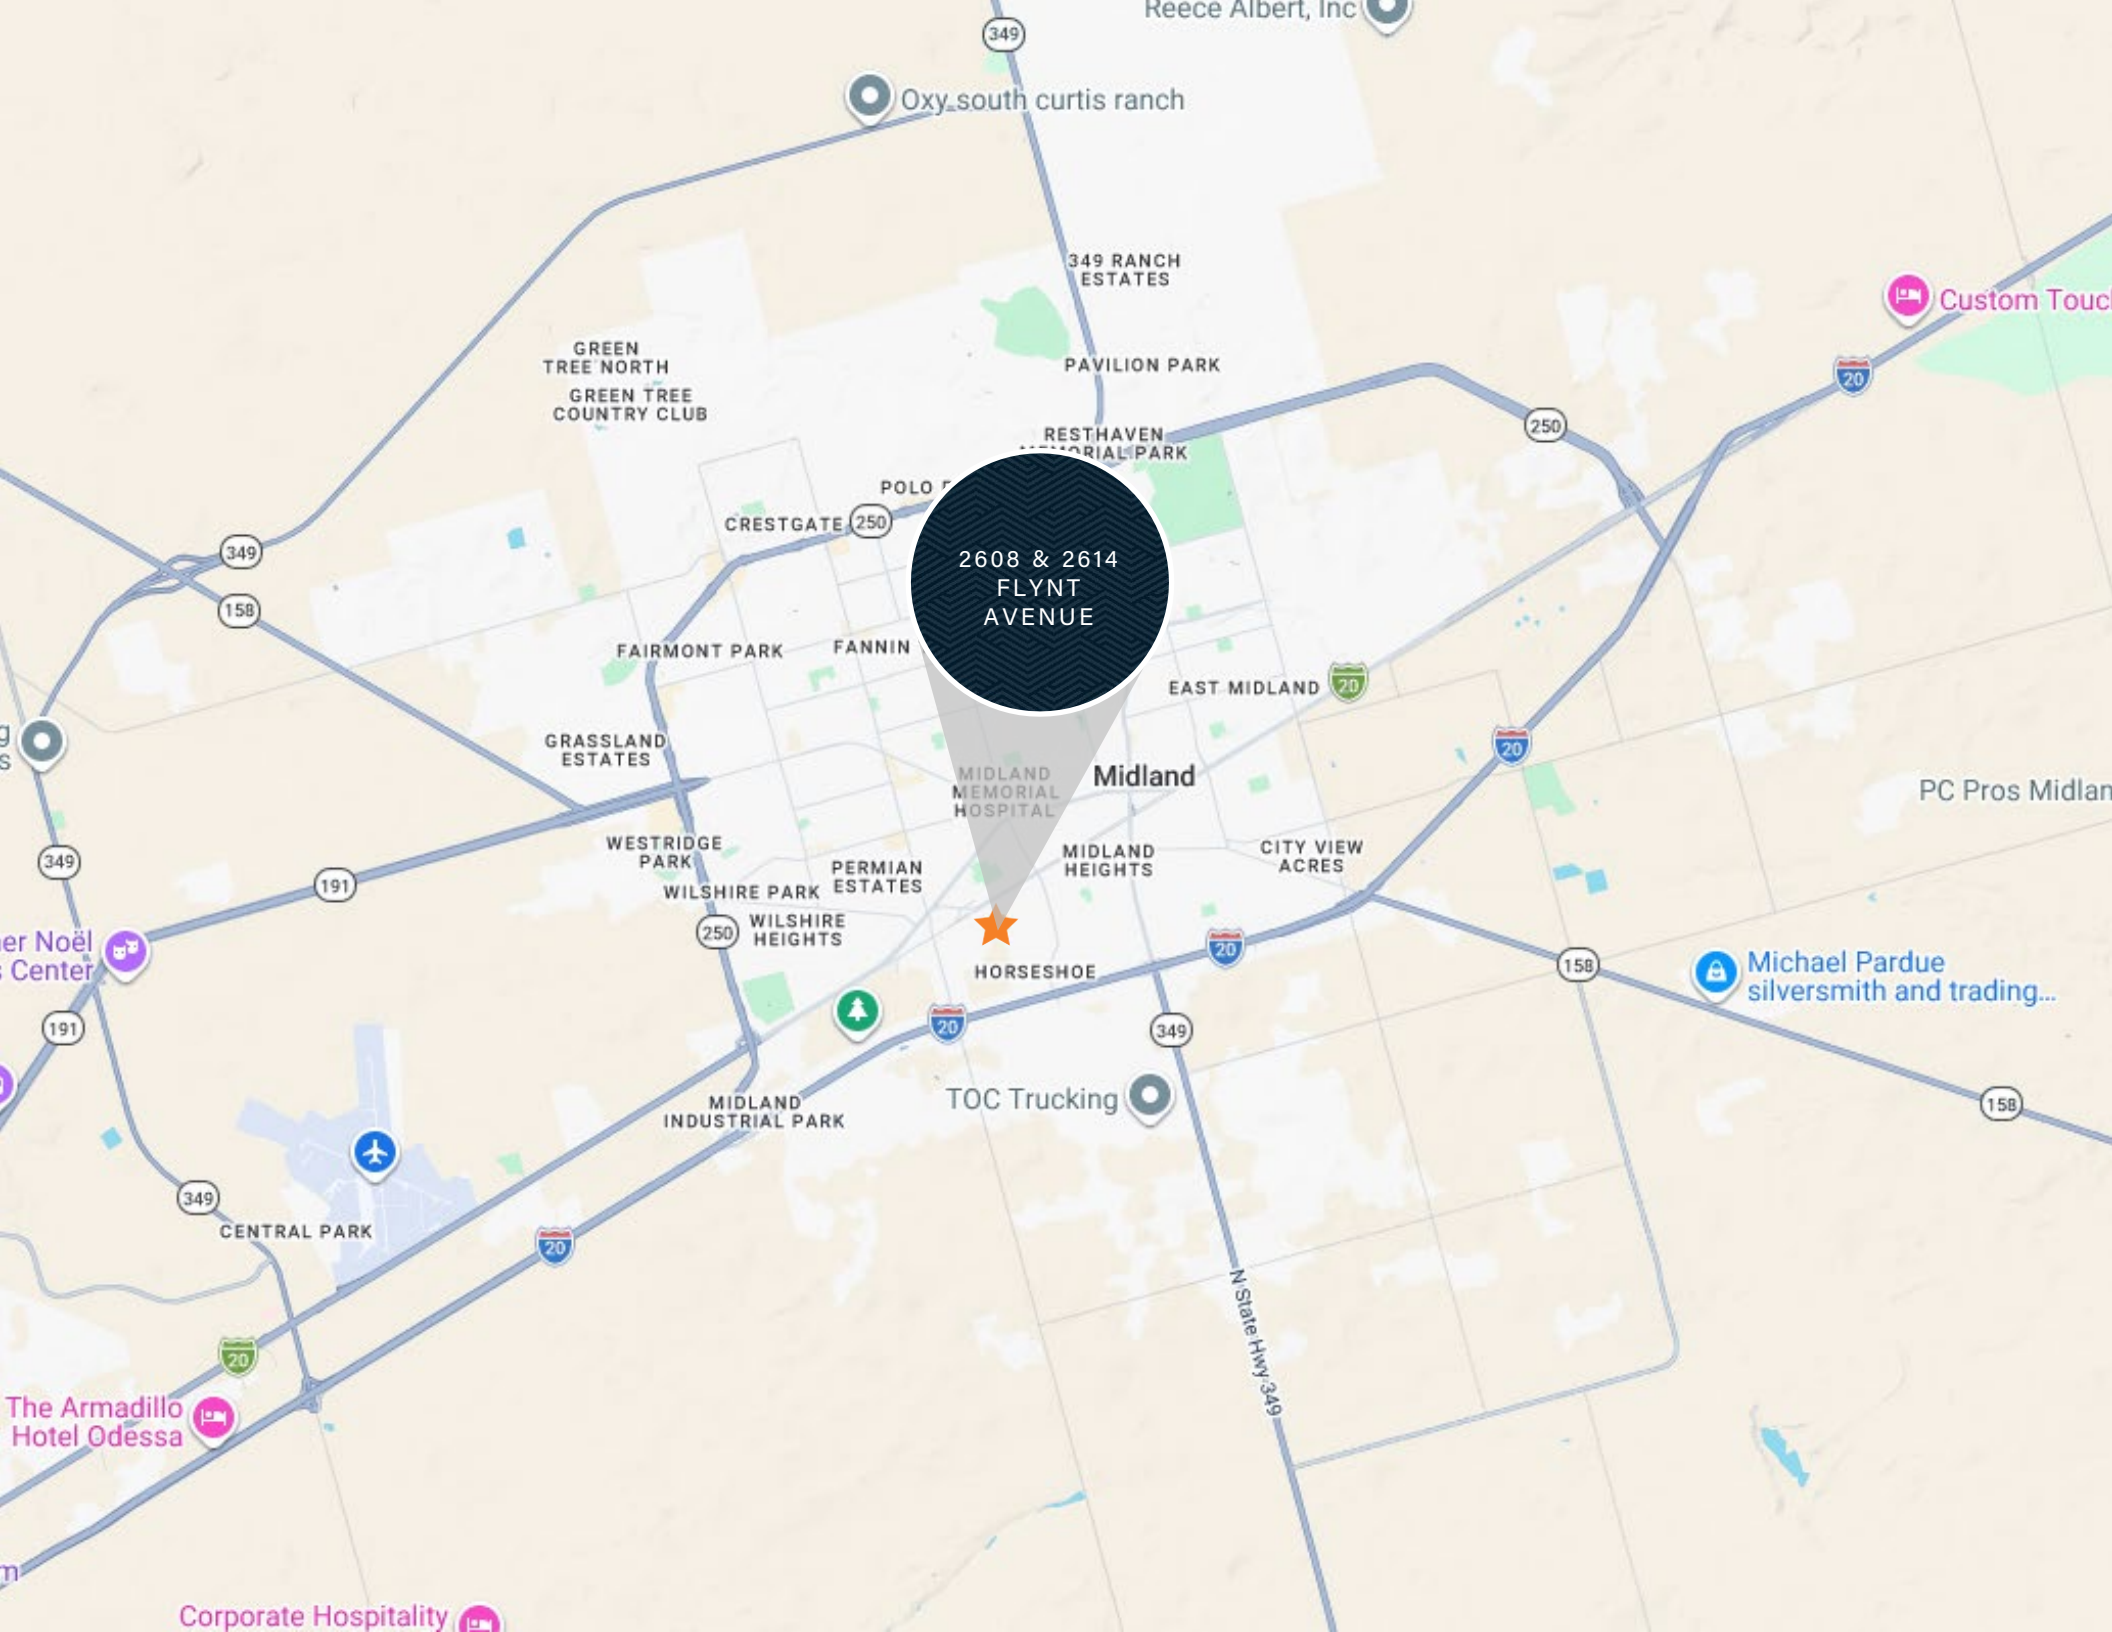 349
Reece Albert, Inc
Oxy south curtis ranch
349 RANCH
ESTATES
Custom Touc
GREEN
TREE NORTH
GREEN TREE
COUNTRY CLUB
PAVILION PARK
20
250
RESTHAVEN
MEMORIAL PARK
POLO
CRESTGATE
250
349
158
2608 & 2614
FLYNT
AVENUE
FAIRMONT PARK
FANNIN
EAST MIDLAND
20
GRASSLAND
ESTATES
20
g
s
MIDLAND
MEMORIAL
HOSPITAL
Midland
PC Pros Midlan
WESTRIDGE
PARK
349
191
PERMIAN
ESTATES
MIDLAND
HEIGHTS
CITY VIEW
ACRES
WILSHIRE PARK
WILSHIRE
HEIGHTS
250
er Noël
s Center
20
HORSESHOE
158
Michael Pardue
silversmith and trading...
191
20
349
TOC Trucking
MIDLAND
INDUSTRIAL PARK
158
349
CENTRAL PARK
20
N State Hwy 349
20
The Armadillo
Hotel Odessa
m
Corporate Hospitality